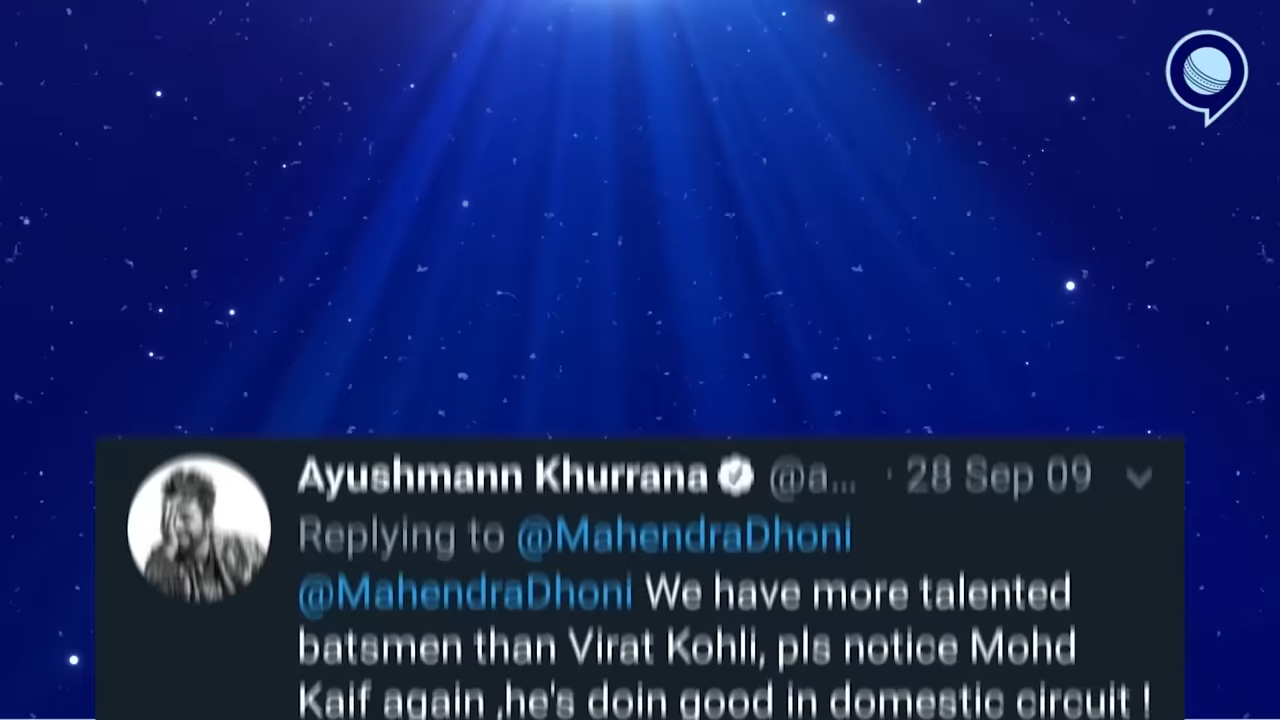 Ayushmann Khurrana @a... · 28 Sep 09
Replying to @MahendraDhoni
@MahendraDhoni We have more talented
batsmen than Virat Kohli, pls notice Mohd
Kaif again ,he's doin good in domestic circuit !